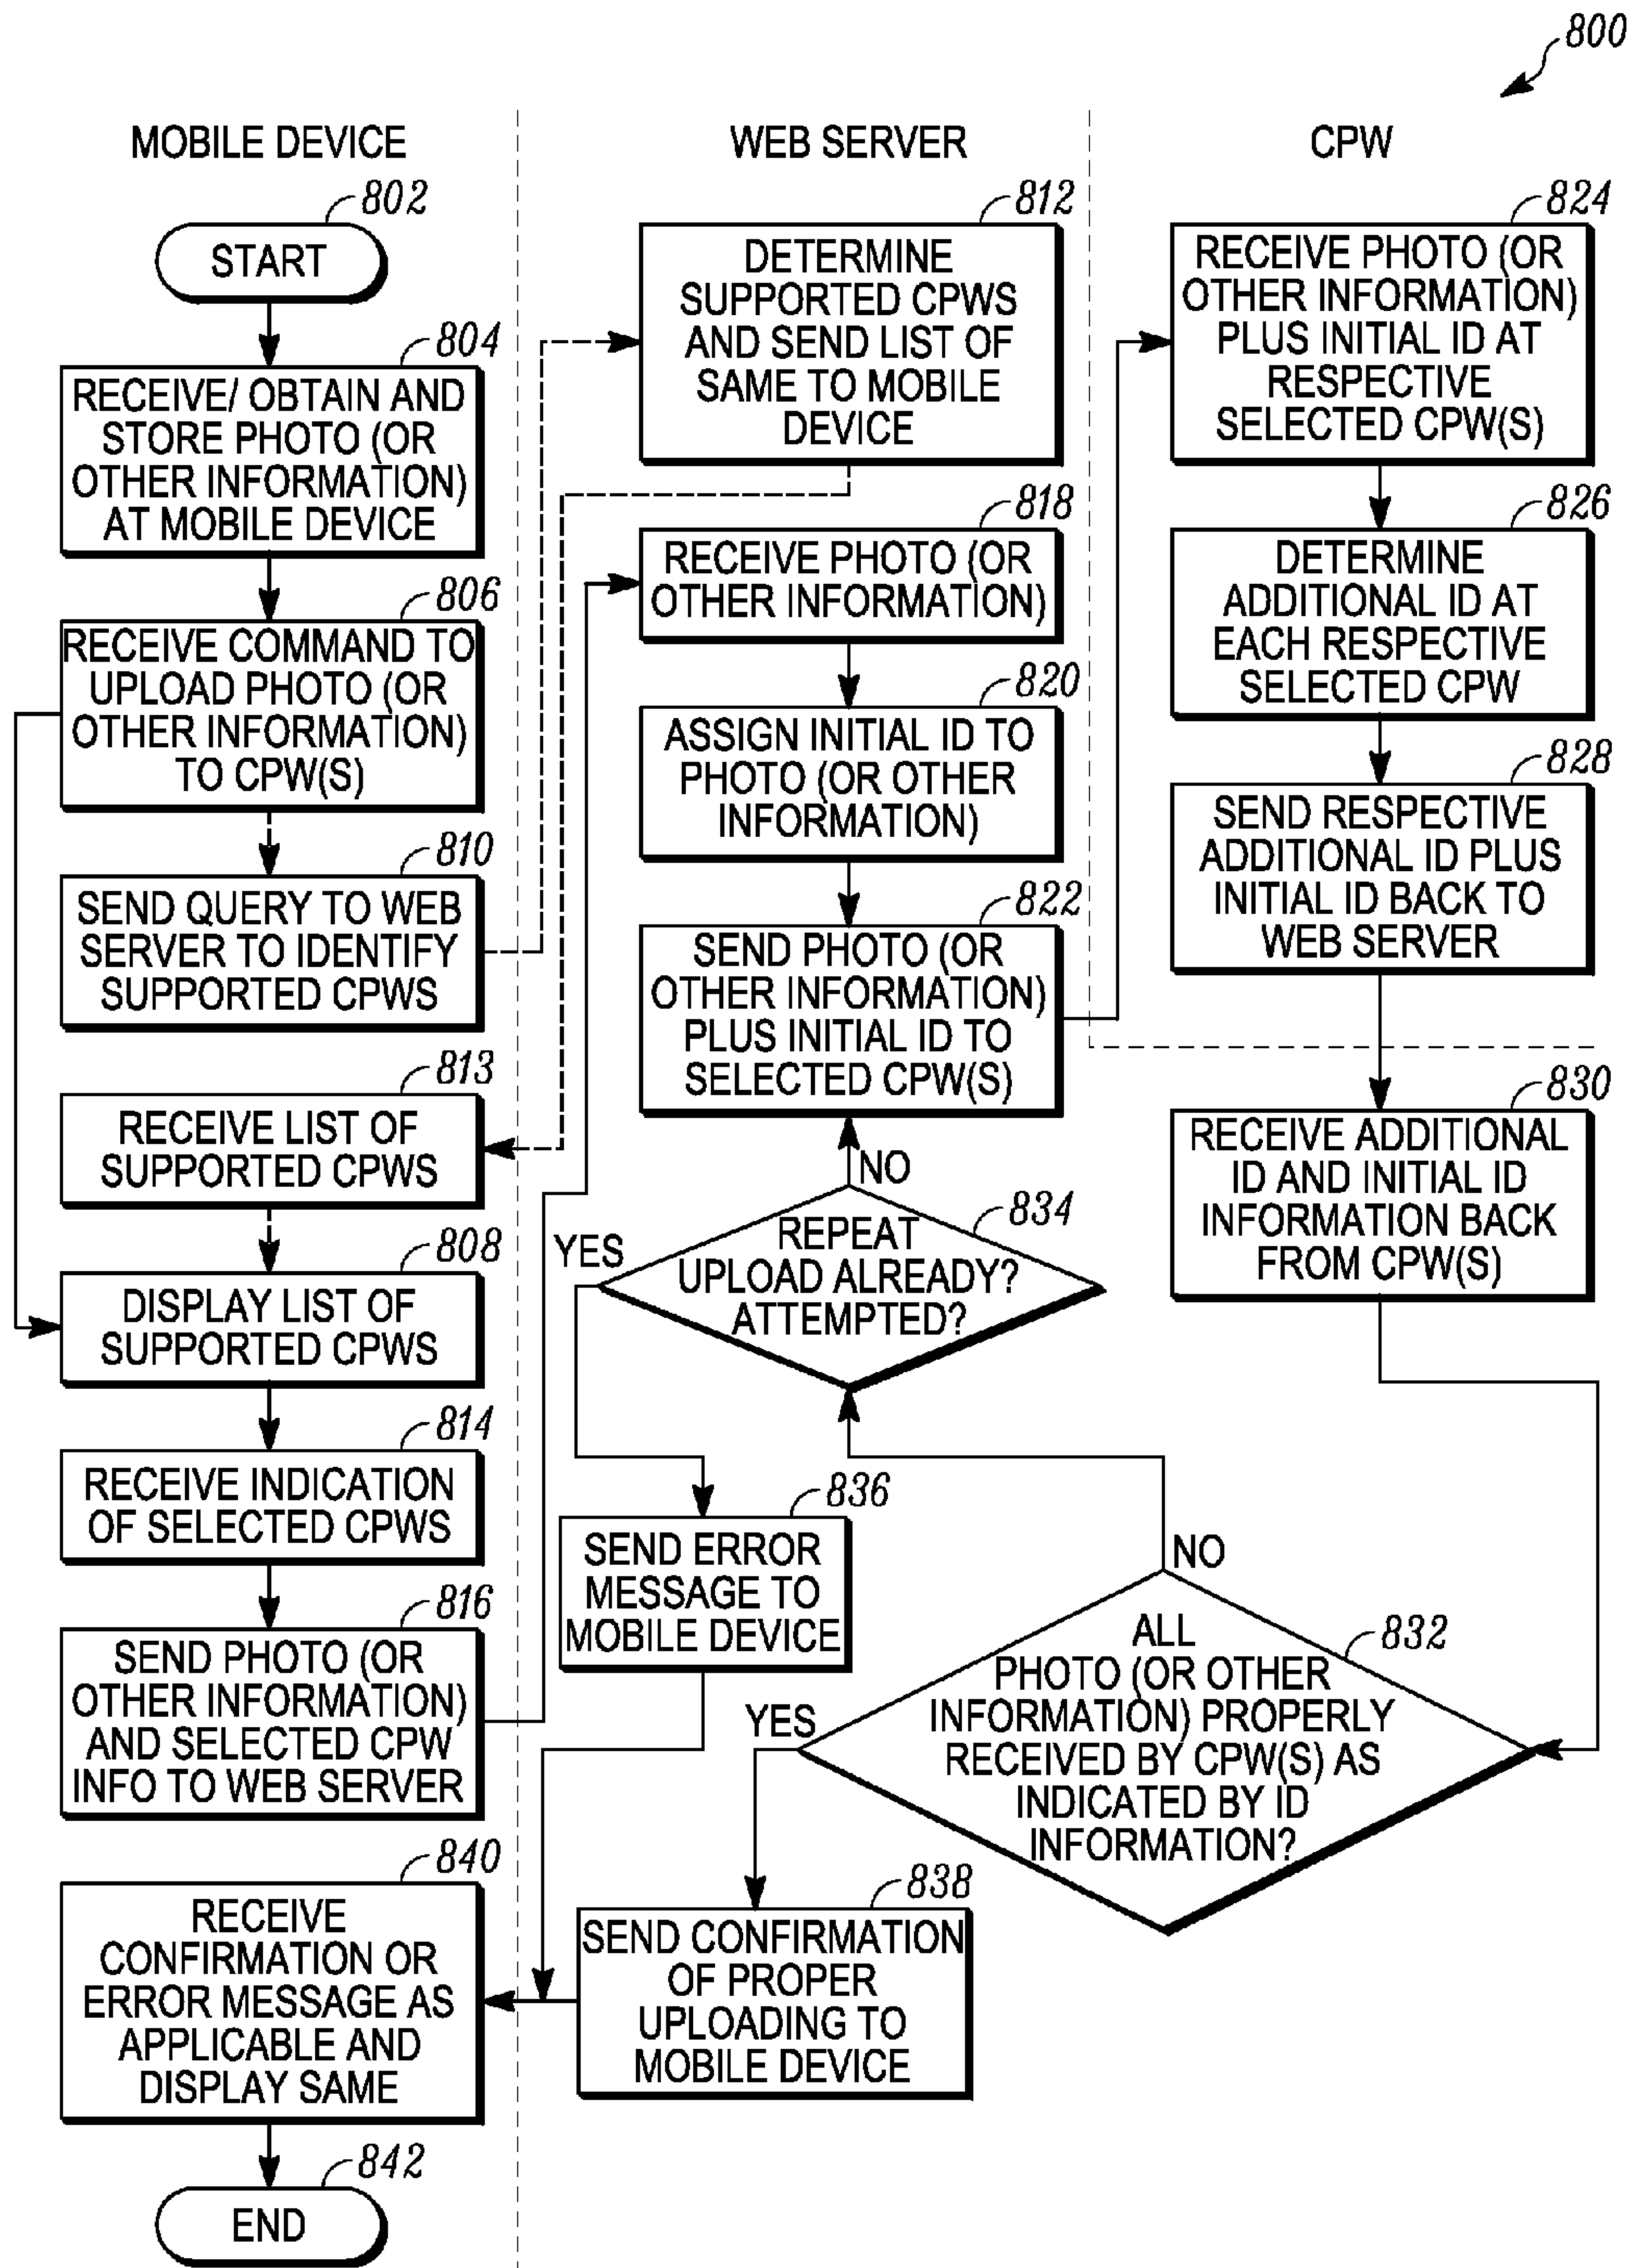 800
MOBILE DEVICE
WEB SERVER
CPW
802
START
804
RECEIVE/ OBTAIN AND
STORE PHOTO (OR
OTHER INFORMATION)
AT MOBILE DEVICE
806
RECEIVE COMMAND TO
UPLOAD PHOTO (OR
OTHER INFORMATION)
TO CPW(S)
810
SEND QUERY TO WEB
SERVER TO IDENTIFY
SUPPORTED CPWS
813
RECEIVE LIST OF
SUPPORTED CPWS
808
DISPLAY LIST OF
SUPPORTED CPWS
814
RECEIVE INDICATION
OF SELECTED CPWS
816
SEND PHOTO (OR
OTHER INFORMATION)
AND SELECTED CPW
INFO TO WEB SERVER
840
RECEIVE
CONFIRMATION OR
ERROR MESSAGE AS
APPLICABLE AND
DISPLAY SAME
842
END
812
DETERMINE
SUPPORTED CPWS
AND SEND LIST OF
SAME TO MOBILE
DEVICE
818
RECEIVE PHOTO (OR
OTHER INFORMATION)
820
ASSIGN INITIAL ID TO
PHOTO (OR OTHER
INFORMATION)
822
SEND PHOTO (OR
OTHER INFORMATION)
PLUS INITIAL ID TO
SELECTED CPW(S)
NO
834
YES
REPEAT
UPLOAD ALREADY?
ATTEMPTED?
836
SEND ERROR
MESSAGE TO
MOBILE DEVICE
838
SEND CONFIRMATION
OF PROPER
UPLOADING TO
MOBILE DEVICE
824
RECEIVE PHOTO (OR
OTHER INFORMATION)
PLUS INITIAL ID AT
RESPECTIVE
SELECTED CPW(S)
826
DETERMINE
ADDITIONAL ID AT
EACH RESPECTIVE
SELECTED CPW
828
SEND RESPECTIVE
ADDITIONAL ID PLUS
INITIAL ID BACK TO
WEB SERVER
830
RECEIVE ADDITIONAL
ID AND INITIAL ID
INFORMATION BACK
FROM CPW(S)
NO
832
YES
ALL
PHOTO (OR OTHER
INFORMATION) PROPERLY
RECEIVED BY CPW(S) AS
INDICATED BY ID
INFORMATION?